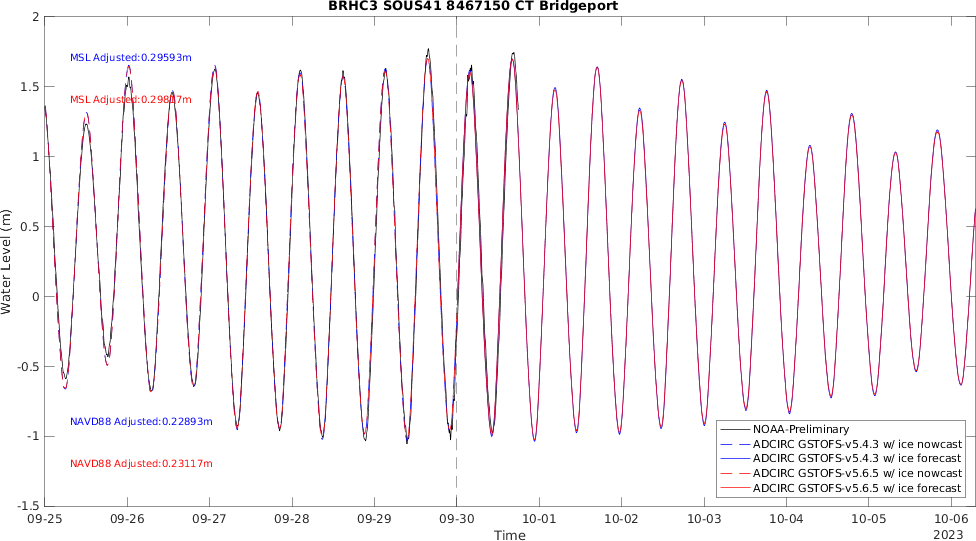 BRHC3 SOUS41 8467150 CT Bridgeport
2
1.5
1
0.5
0
-0.5
-1
-1.5
Water Level (m)
MSL Adjusted:0.29593m
MSL Adjusted:0.29817m
NAVD88 Adjusted:0.22893m
NAVD88 Adjusted:0.23117m
NOAA-Preliminary
ADCIRC GSTOFS-v5.4.3 w/ ice nowcast
ADCIRC GSTOFS-v5.4.3 w/ ice forecast
ADCIRC GSTOFS-v5.6.5 w/ ice nowcast
ADCIRC GSTOFS-v5.6.5 w/ ice forecast
09-25 09-26 09-27 09-28 09-29 09-30 10-01 10-02 10-03 10-04 10-05 10-06
Time
2023